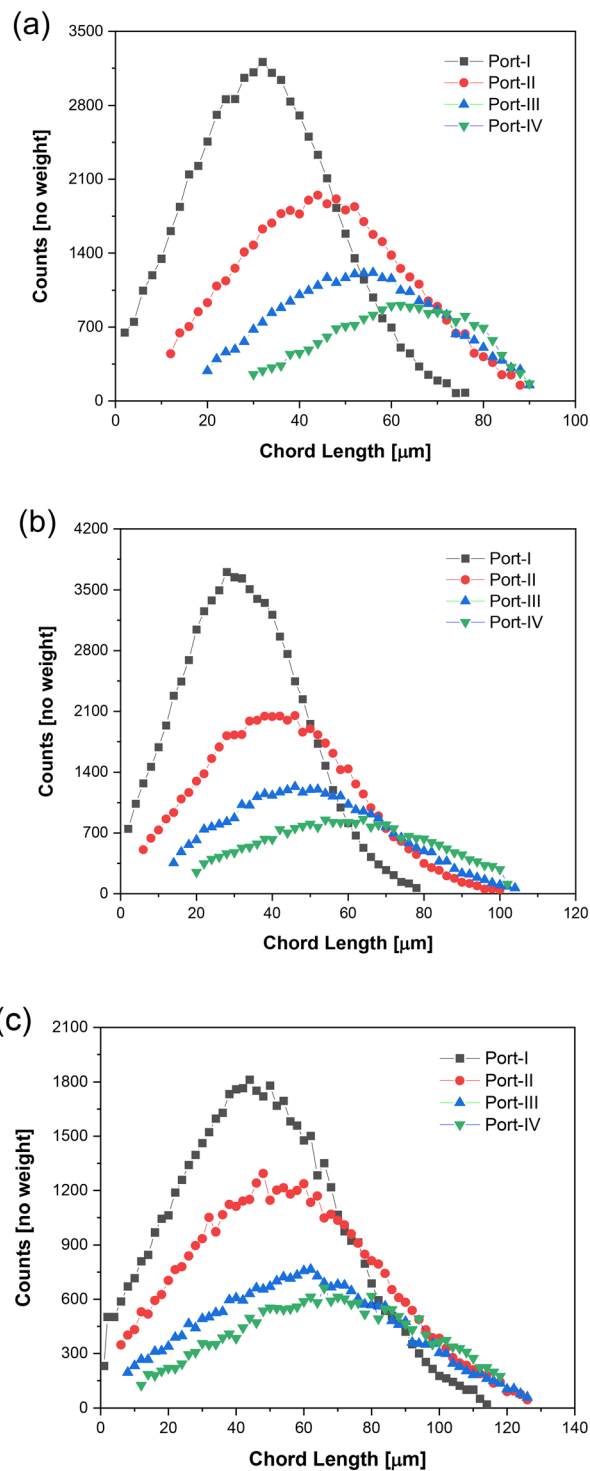 (a)
3500
2800
2100
1400
700
0
Counts [no weight]
Port-I
Port-II
Port-III
Port-IV
0 20 40 60 80 100
Chord Length [μm]
(b)
4200
3500
2800
2100
1400
700
0
Counts [no weight]
Port-I
Port-II
Port-III
Port-IV
0 20 40 60 80 100 120
Chord Length [μm]
(c)
2100
1800
1500
1200
900
600
300
0
Counts [no weight]
Port-I
Port-II
Port-III
Port-IV
0 20 40 60 80 100 120 140
Chord Length [μm]